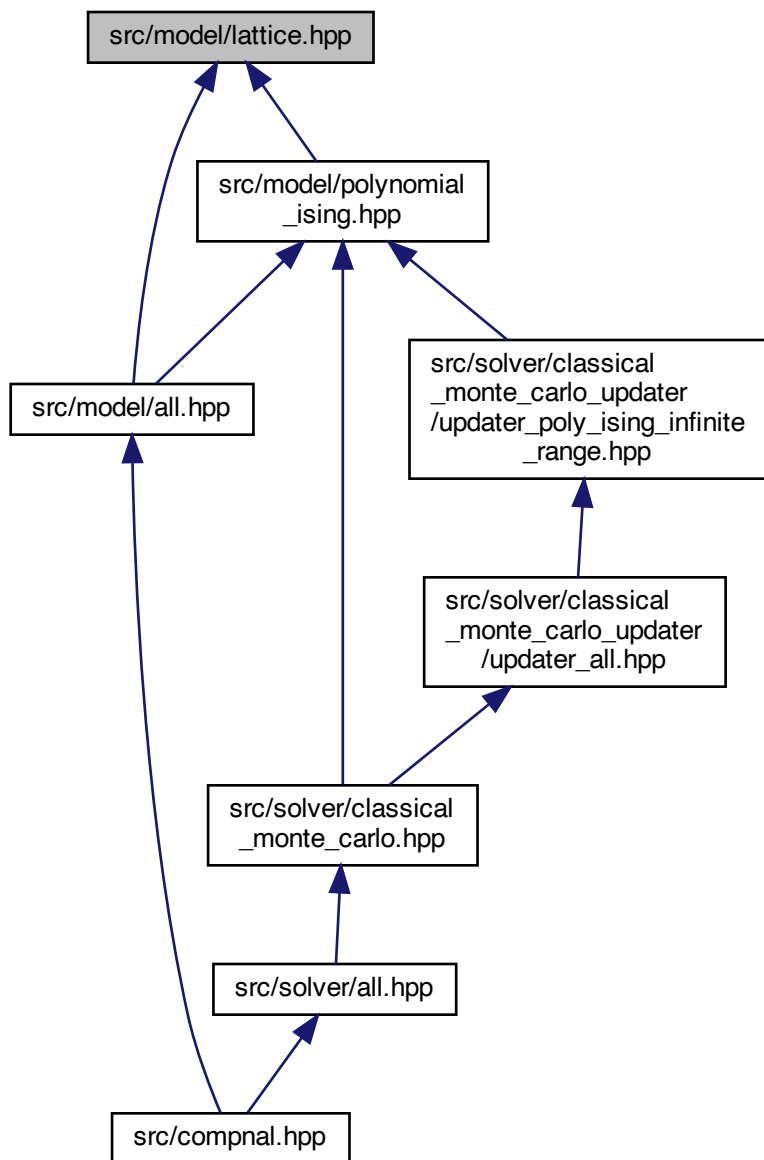 src/model/lattice.hpp
src/model/polynomial
_ising.hpp
src/solver/classical
_monte_carlo_updater
/updater_poly_ising_infinite
_range.hpp
src/model/all.hpp
src/solver/classical
_monte_carlo_updater
/updater_all.hpp
src/solver/classical
_monte_carlo.hpp
src/solver/all.hpp
src/compnal.hpp